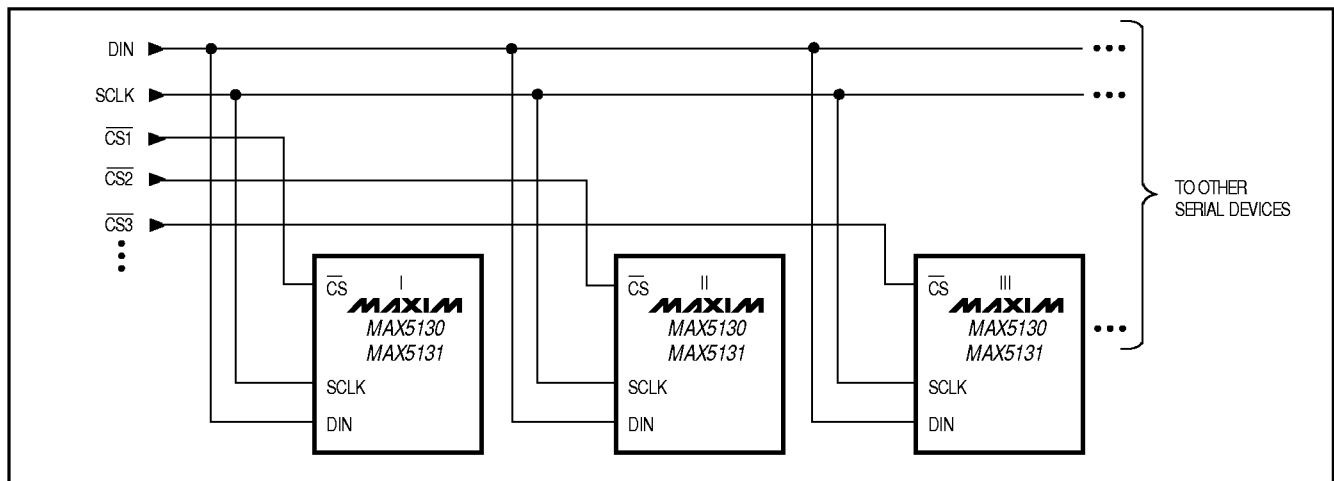 DIN
SCLK
CS1
CS2
CS3
TO OTHER
SERIAL DEVICES
CS
I
MAXIM
MAX5130
MAX5131
SCLK
DIN
CS
II
MAXIM
MAX5130
MAX5131
SCLK
DIN
CS
III
MAXIM
MAX5130
MAX5131
SCLK
DIN